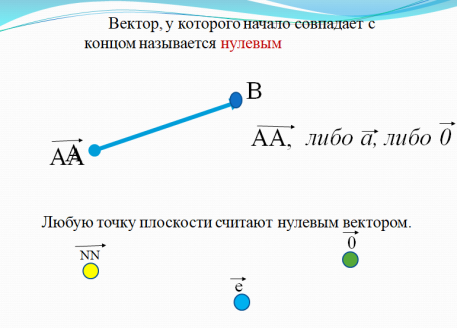 Вектор, у которого начало совпадает с
концом называется нулевым
B
AA
A
AA, либо a, либо 0
Любую точку плоскости считают нулевым вектором.
NN
0
e